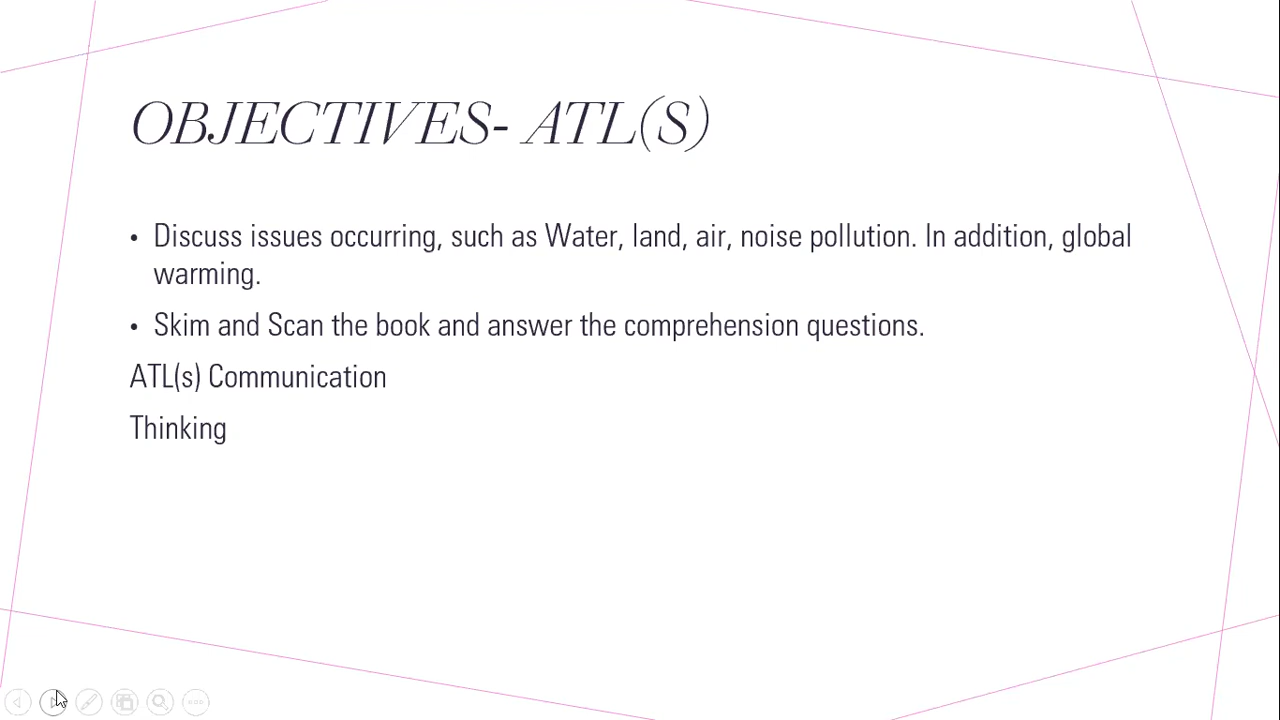 OBJECTIVES- ATL(S)
• Discuss issues occurring, such as Water, land, air, noise pollution. In addition, global
warming.
• Skim and Scan the book and answer the comprehension questions.
ATL(s) Communication
Thinking